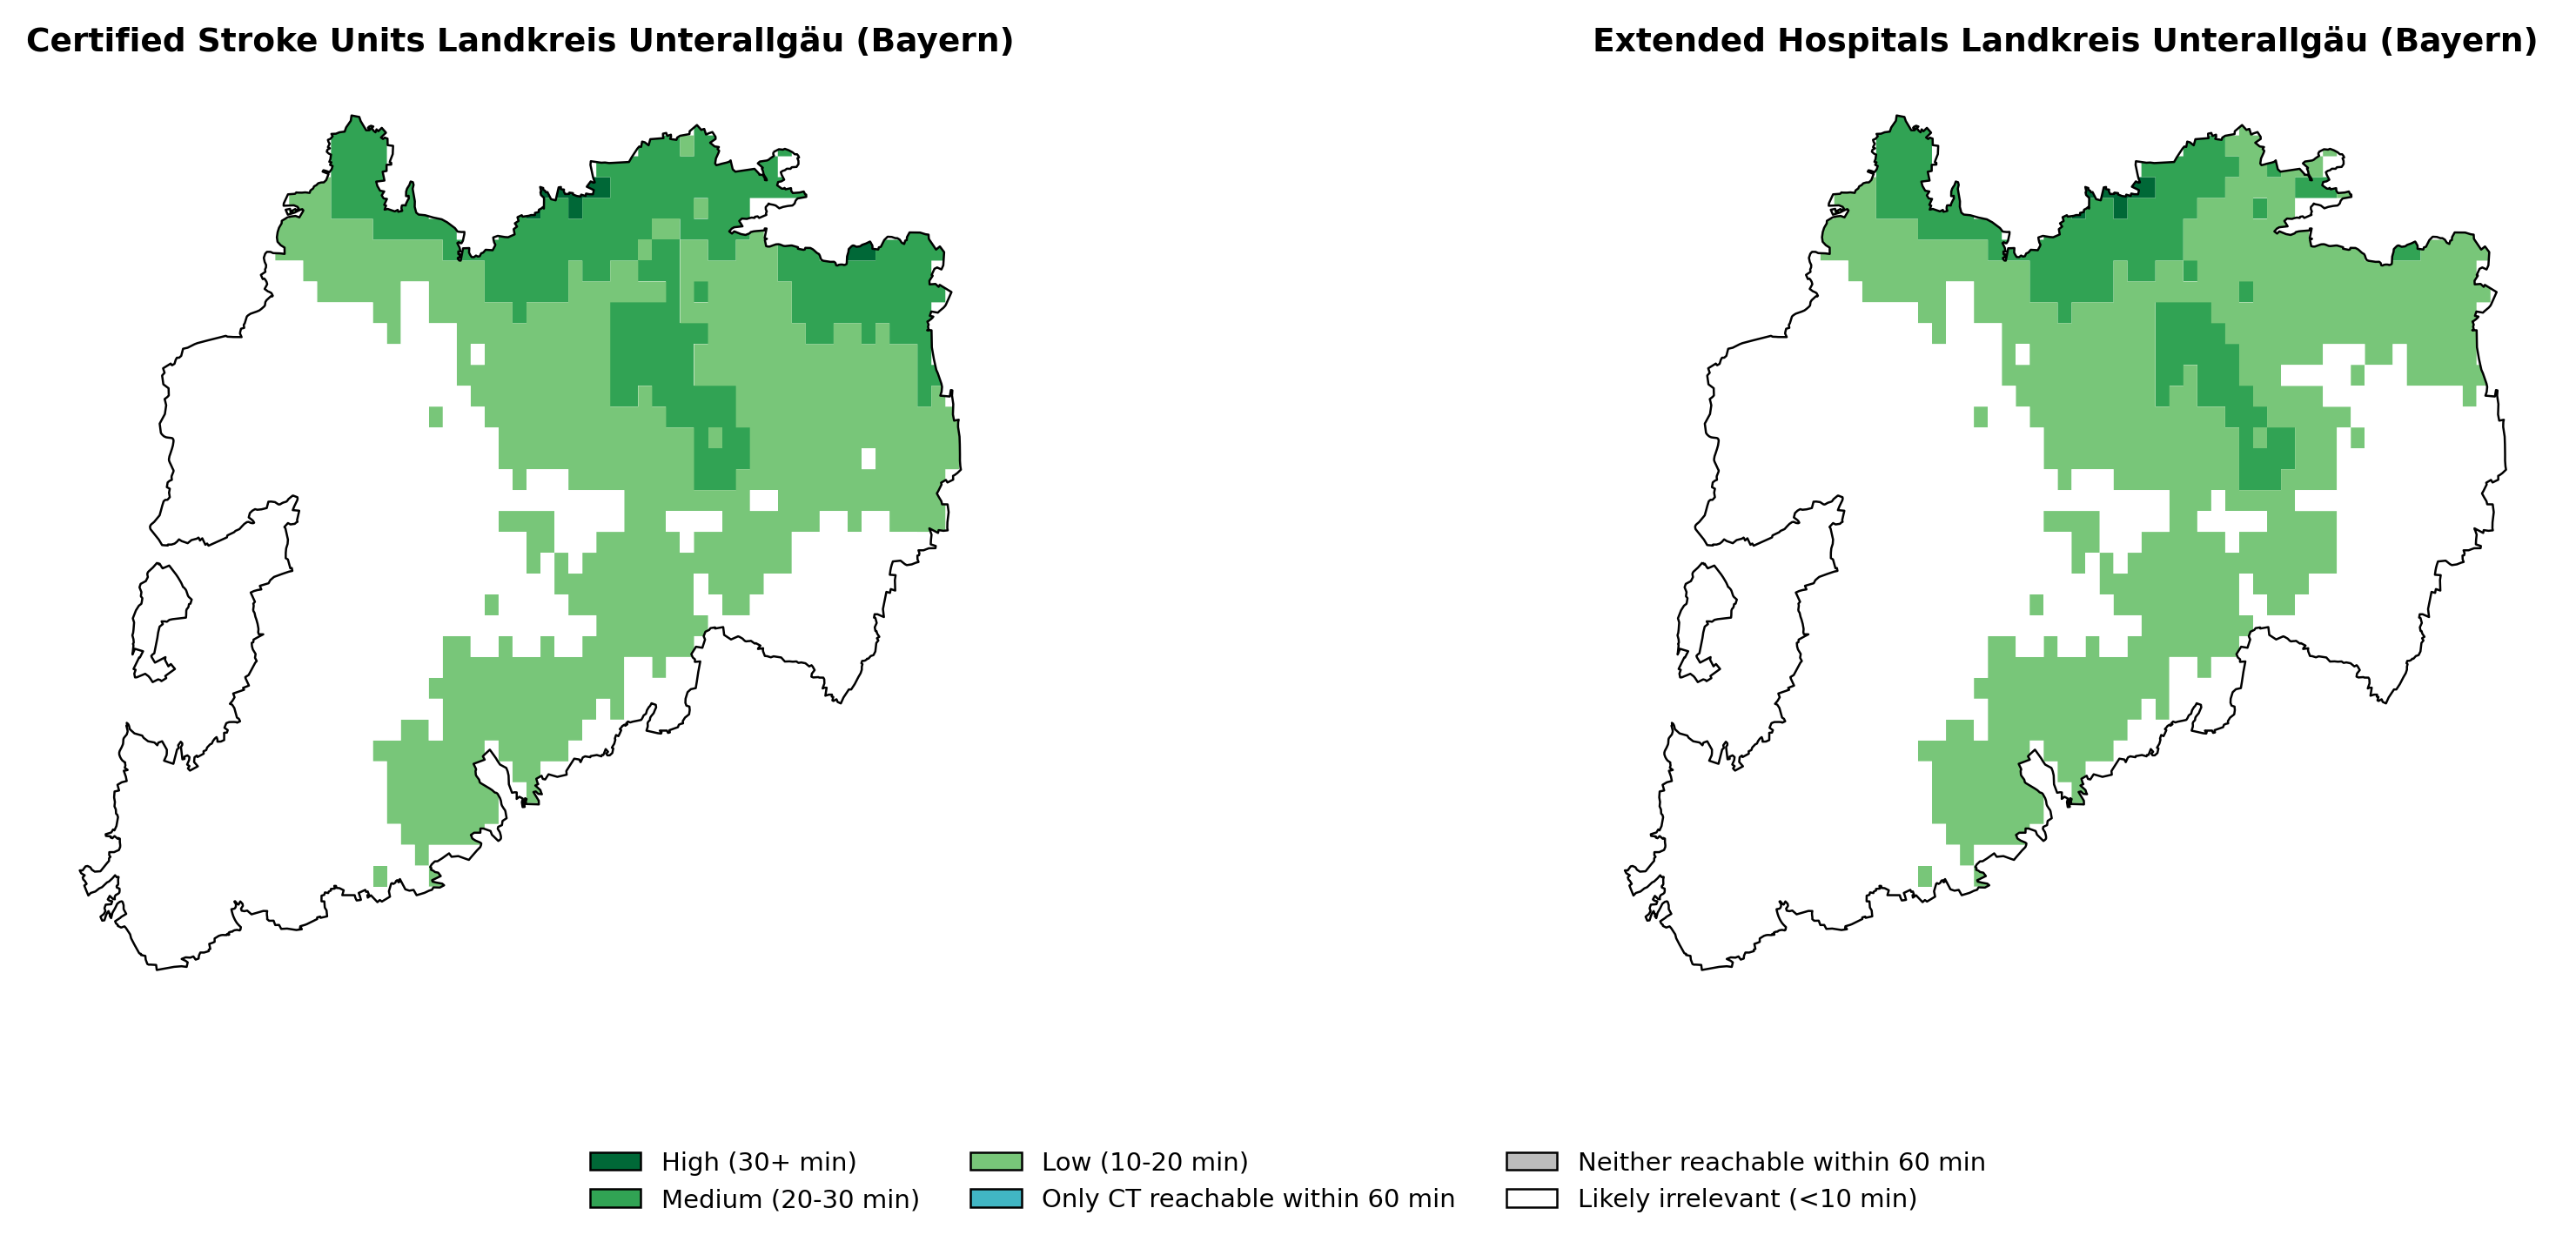 Certified Stroke Units Landkreis Unterallgäu (Bayern)
Extended Hospitals Landkreis Unterallgäu (Bayern)
High (30+ min)
Medium (20-30 min)
Low (10-20 min)
Only CT reachable within 60 min
Neither reachable within 60 min
Likely irrelevant (<10 min)